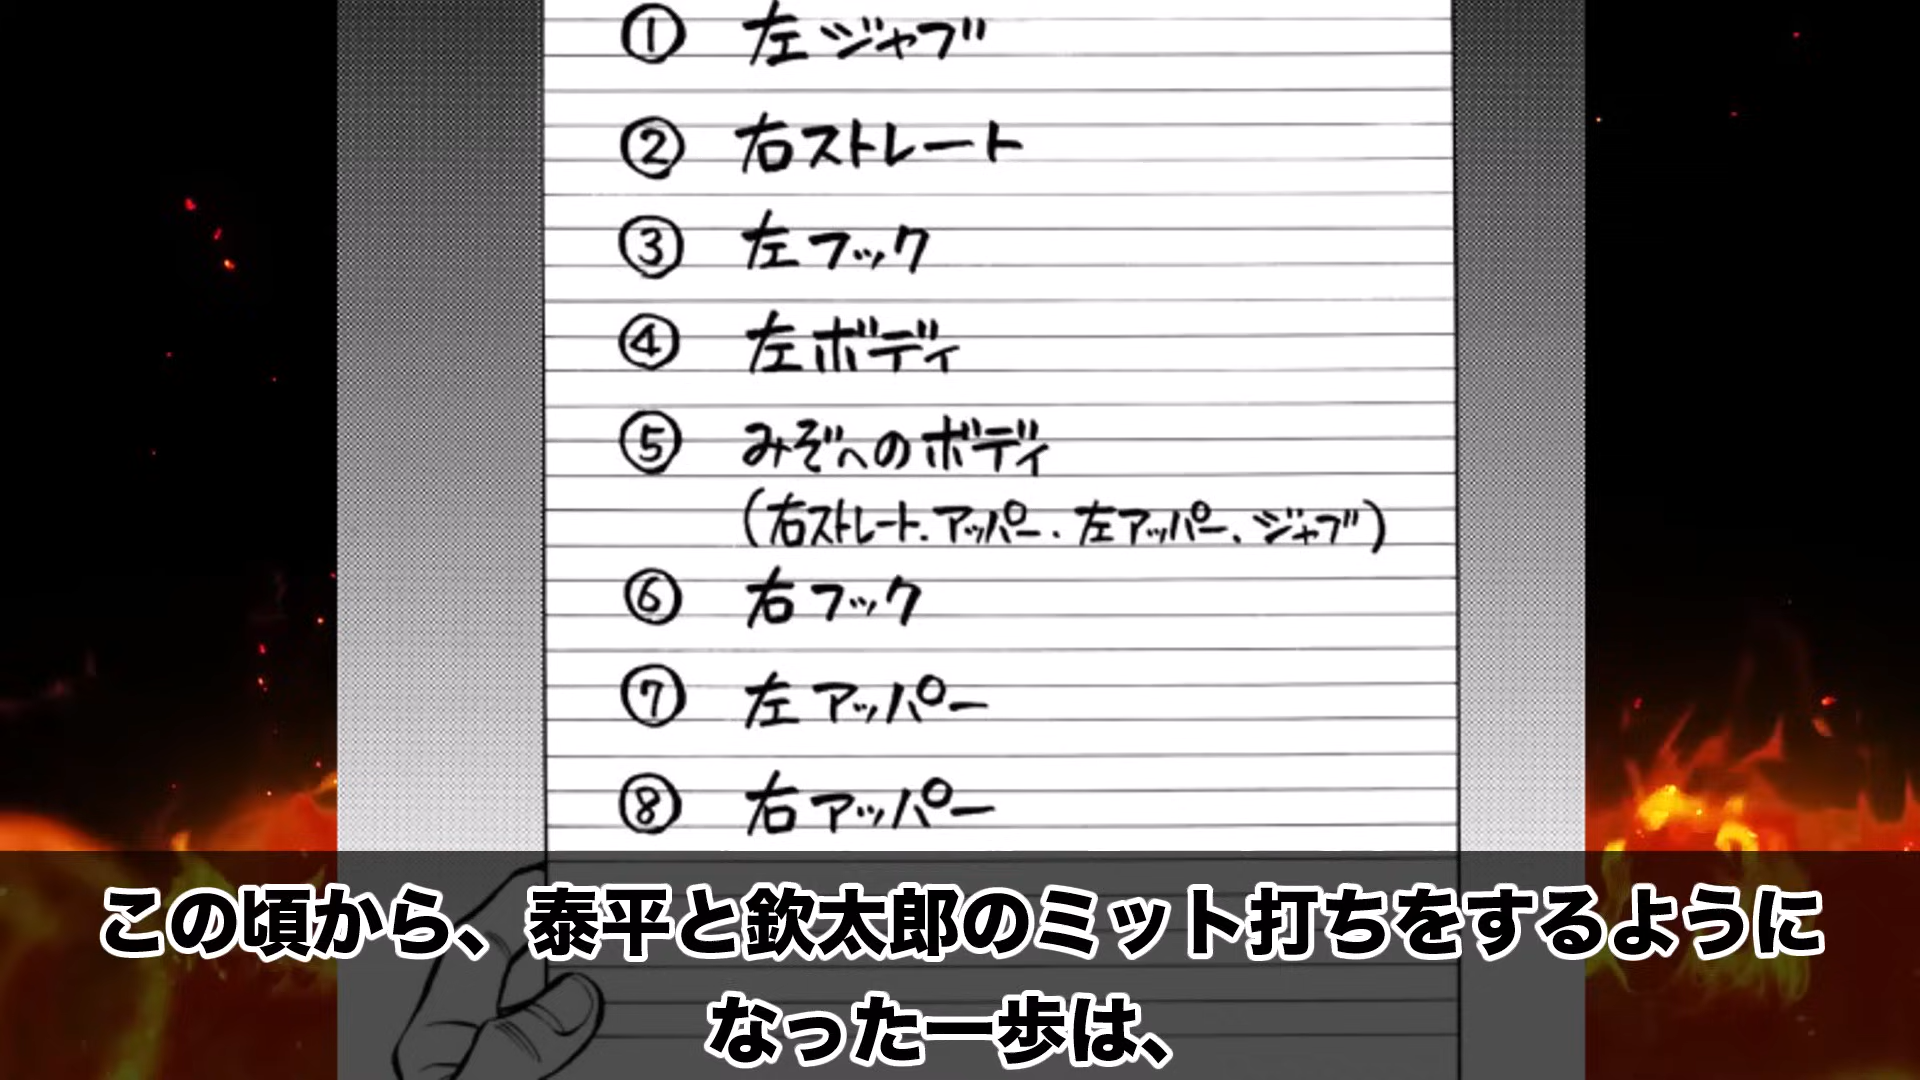 ① 左ジャブ
② 右ストレート
③ 左フック
④ 左ボディ
⑤ みぞへのボディ
(右ストレート.アッパー.左アッパー、ジャブ)
⑥ 右フック
⑦ 左アッパー
⑧ 右アッパー
この頃から、泰平と欽太郎のミット打ちをするように
なった一歩は、